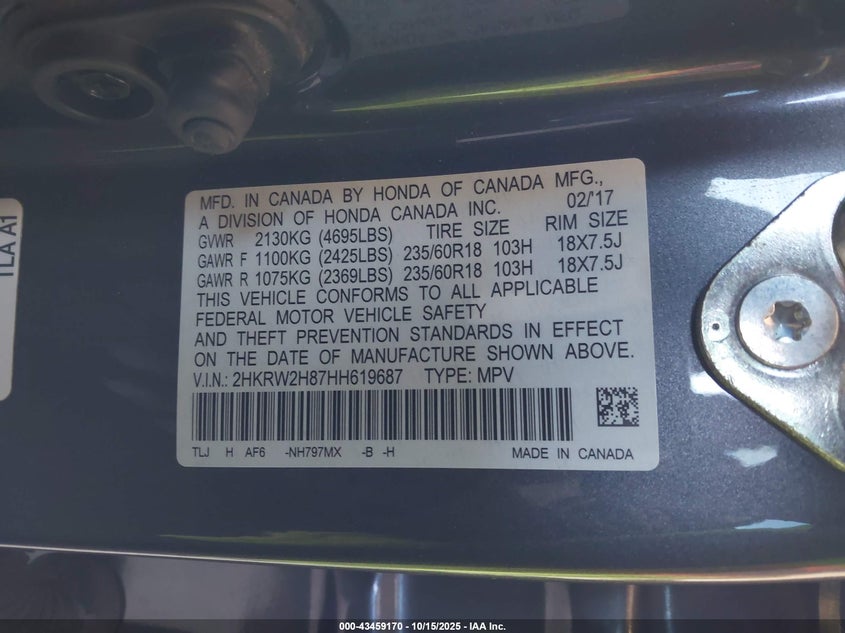 TLA A1
MFD. IN CANADA BY HONDA OF CANADA MFG.,
A DIVISION OF HONDA CANADA INC. 02/'17
GVWR 2130KG (4695LBS) TIRE SIZE RIM SIZE
GAWR F 1100KG (2425LBS) 235/60R18 103H 18X7.5J
GAWR R 1075KG (2369LBS) 235/60R18 103H 18X7.5J
THIS VEHICLE CONFORMS TO ALL APPLICABLE
FEDERAL MOTOR VEHICLE SAFETY
AND THEFT PREVENTION STANDARDS IN EFFECT
ON THE DATE OF MANUFACTURE SHOWN ABOVE.
V.I.N.: 2HKRW2H87HH619687 TYPE: MPV
TLJ H AF6 -NH797MX -B -H MADE IN CANADA
000-43459170 - 10/15/2025 - IAA Inc.